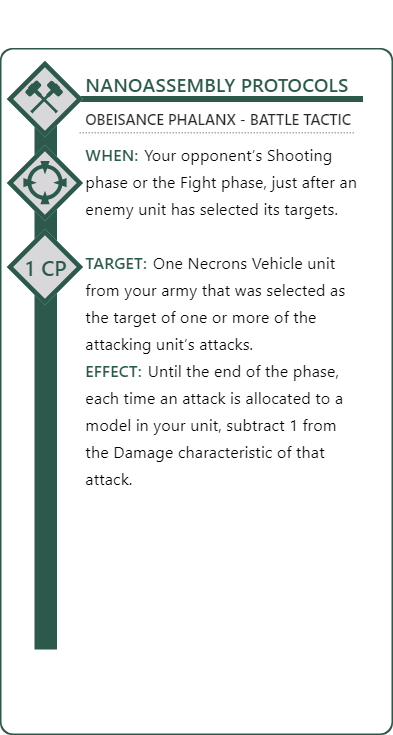 NANOASSEMBLY PROTOCOLS
OBEISANCE PHALANX - BATTLE TACTIC
WHEN: Your opponent's Shooting
phase or the Fight phase, just after an
enemy unit has selected its targets.
1 CP
TARGET: One Necrons Vehicle unit
from your army that was selected as
the target of one or more of the
attacking unit's attacks.
EFFECT: Until the end of the phase,
each time an attack is allocated to a
model in your unit, subtract 1 from
the Damage characteristic of that
attack.